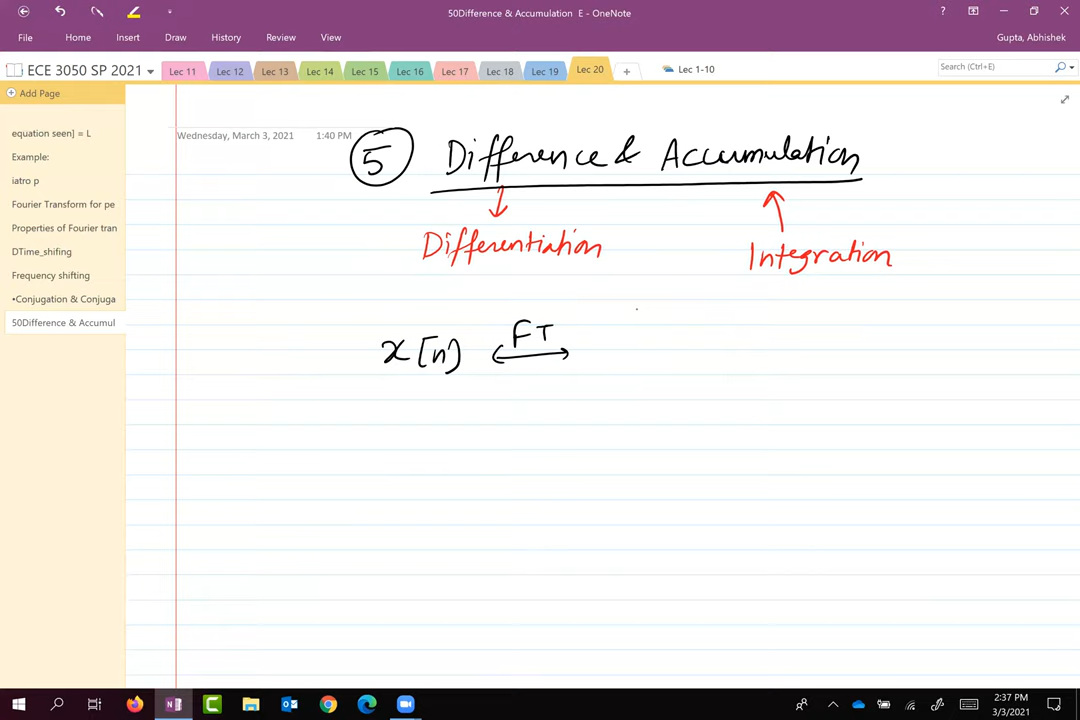 50Difference & Accumulation E - OneNote
Gupta, Abhishek
File Home Insert Draw History Review View
ECE 3050 SP 2021
Lec 11 Lec 12 Lec 13 Lec 14 Lec 15 Lec 16 Lec 17 Lec 18 Lec 19 Lec 20 + Lec 1-10
Search (Ctrl+E)
Add Page
equation seen] = L
Example:
iatro p
Fourier Transform for pe
Properties of Fourier tran
DTime_shifing
Frequency shifting
•Conjugation & Conjuga
50Difference & Accumul
Wednesday, March 3, 2021 1:40 PM
5 Difference & Accumulation
Differentiation
Integration
x[n] FT
2:37 PM
3/3/2021